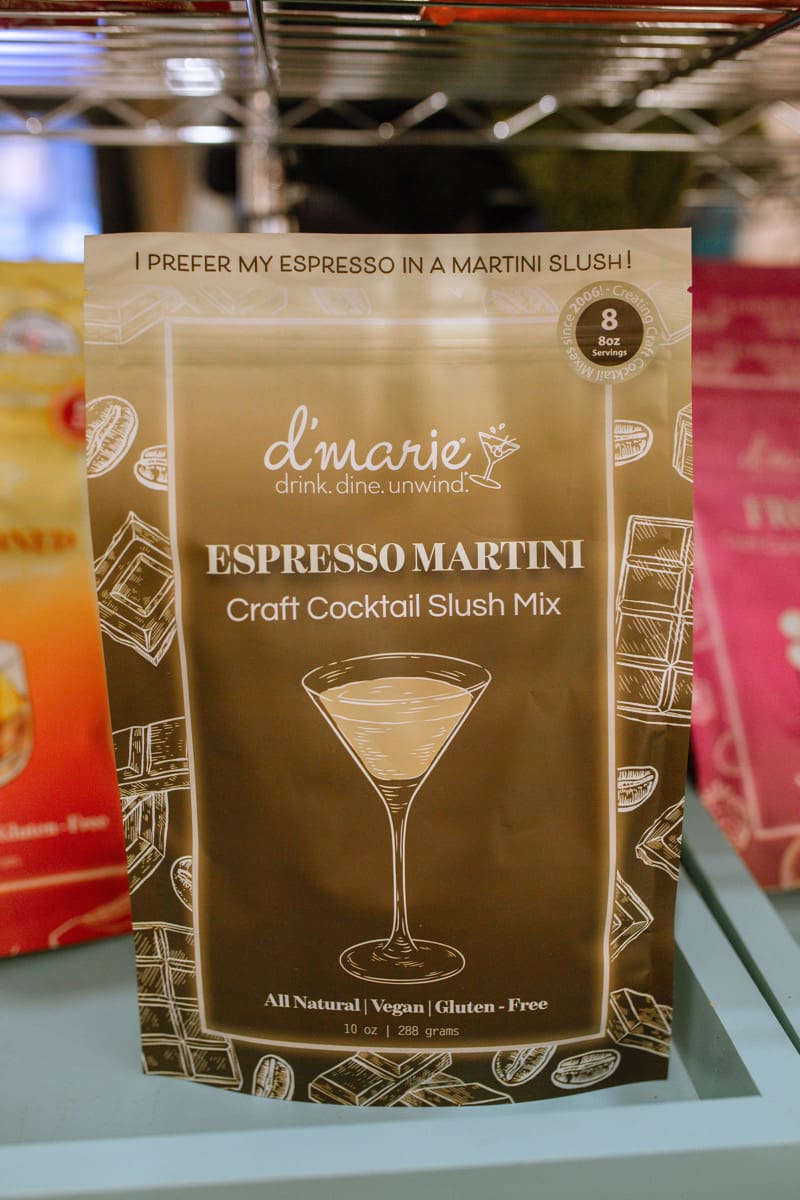 I PREFER MY ESPRESSO IN A MARTINI SLUSH!
Creating Craft Cocktail Mixes since 2006! •
8
8oz
Servings
d'marie
drink. dine. unwind.
ESPRESSO MARTINI
Craft Cocktail Slush Mix
All Natural | Vegan | Gluten - Free
10 oz | 288 grams
Gluten - Free